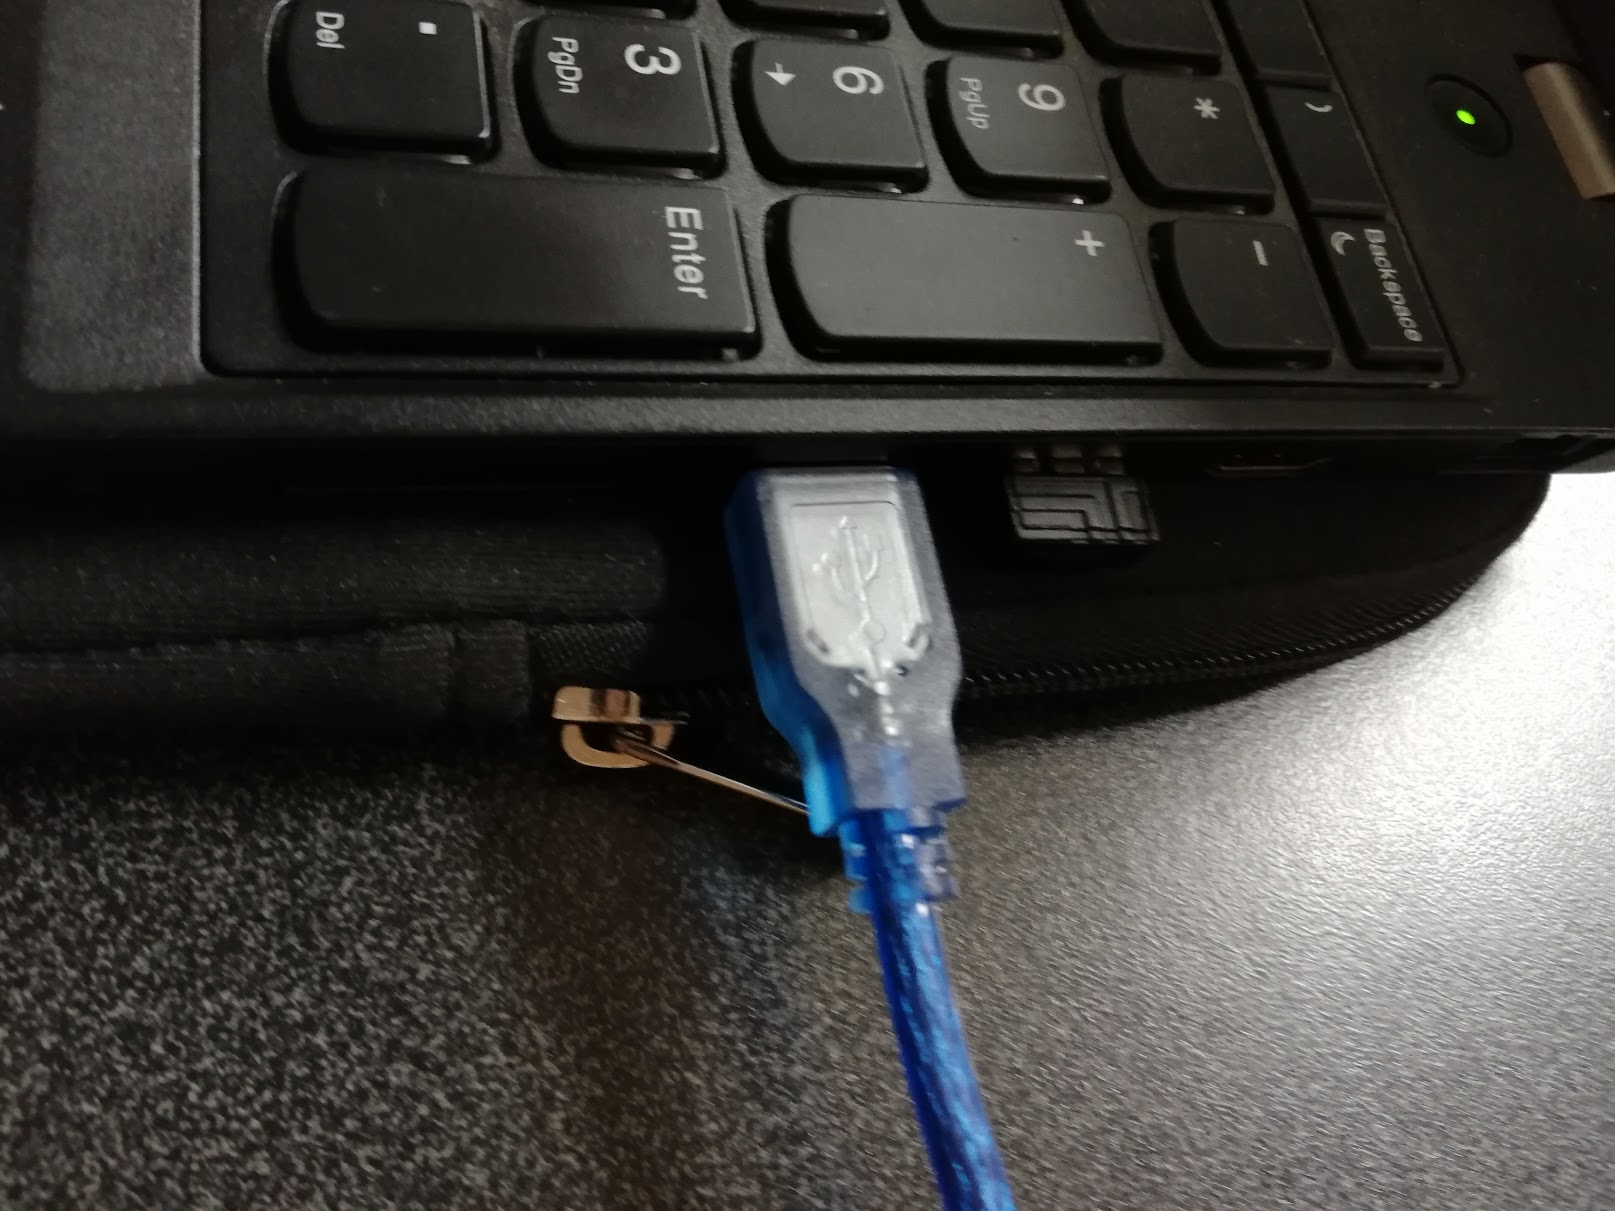 Backspace
*
-
9
PgUp
+
6
3
PgDn
Enter
.
Del